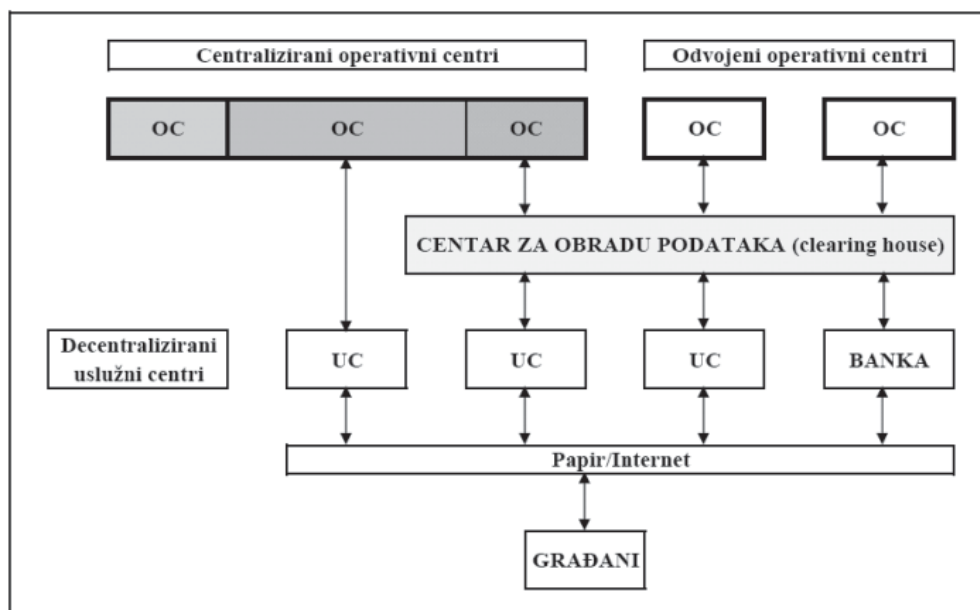 Centralizirani operativni centri
Odvojeni operativni centri
OC
OC
OC
OC
OC
CENTAR ZA OBRADU PODATAKA (clearing house)
Decentralizirani
uslužni centri
UC
UC
UC
BANKA
Papir/Internet
GRAĐANI